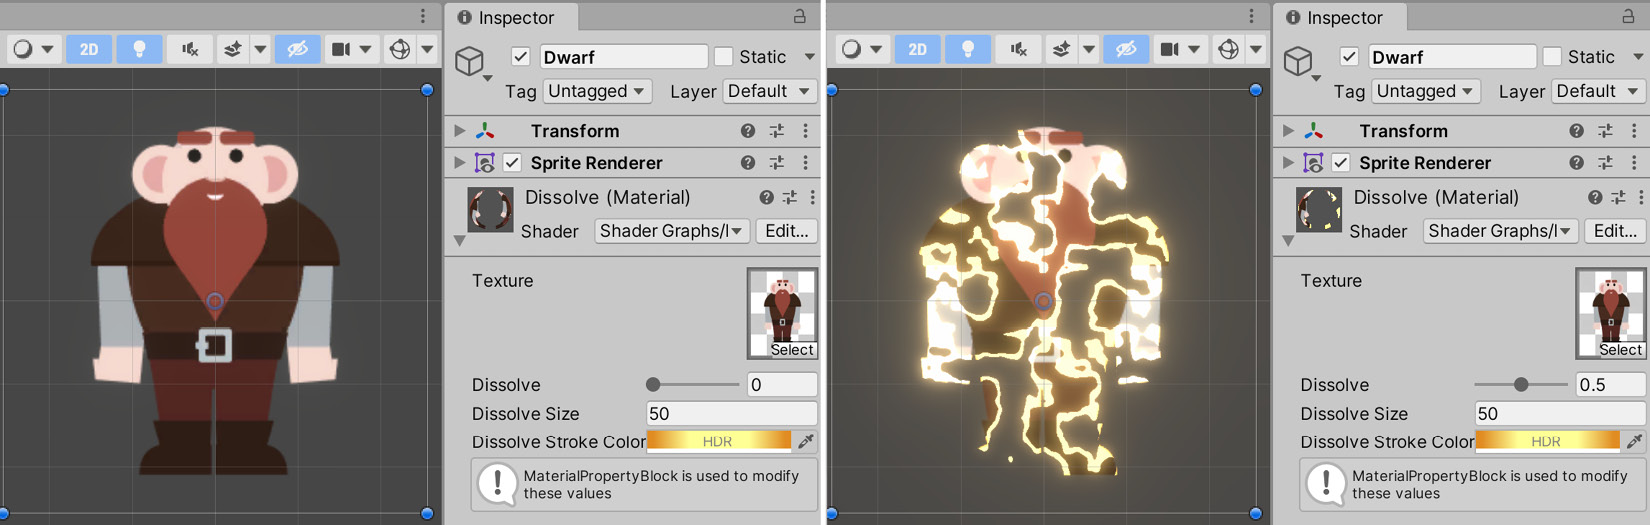 Inspector
2D
Dwarf
Static
Tag Untagged Layer Default
Transform
Sprite Renderer
Dissolve (Material)
Shader Shader Graphs/I Edit...
Texture
Select
Dissolve 0
Dissolve Size 50
Dissolve Stroke Color HDR
MaterialPropertyBlock is used to modify
these values
Inspector
2D
Dwarf
Static
Tag Untagged Layer Default
Transform
Sprite Renderer
Dissolve (Material)
Shader Shader Graphs/I Edit...
Texture
Select
Dissolve 0.5
Dissolve Size 50
Dissolve Stroke Color HDR
MaterialPropertyBlock is used to modify
these values